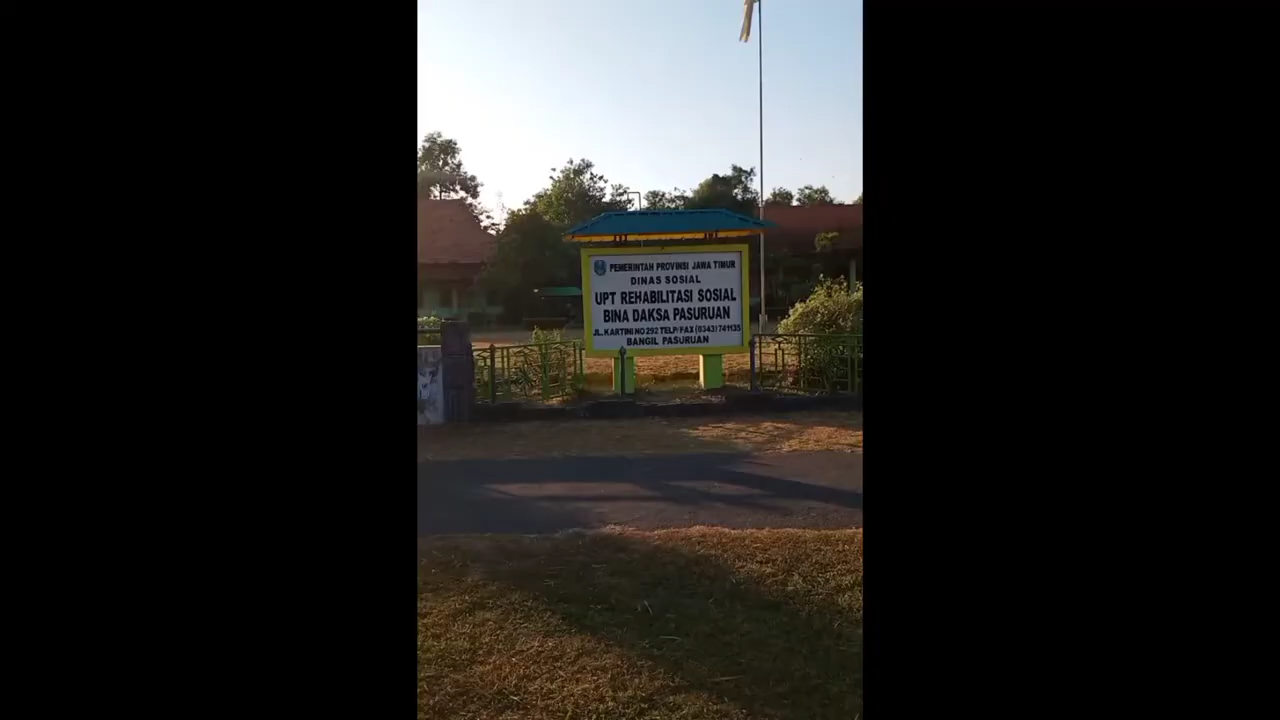 PEMERINTAH PROVINSI JAWA TIMUR
DINAS SOSIAL
UPT REHABILITASI SOSIAL
BINA DAKSA PASURUAN
JL. KARTINI NO 292 TELP/FAX (0343) 741135
BANGIL PASURUAN